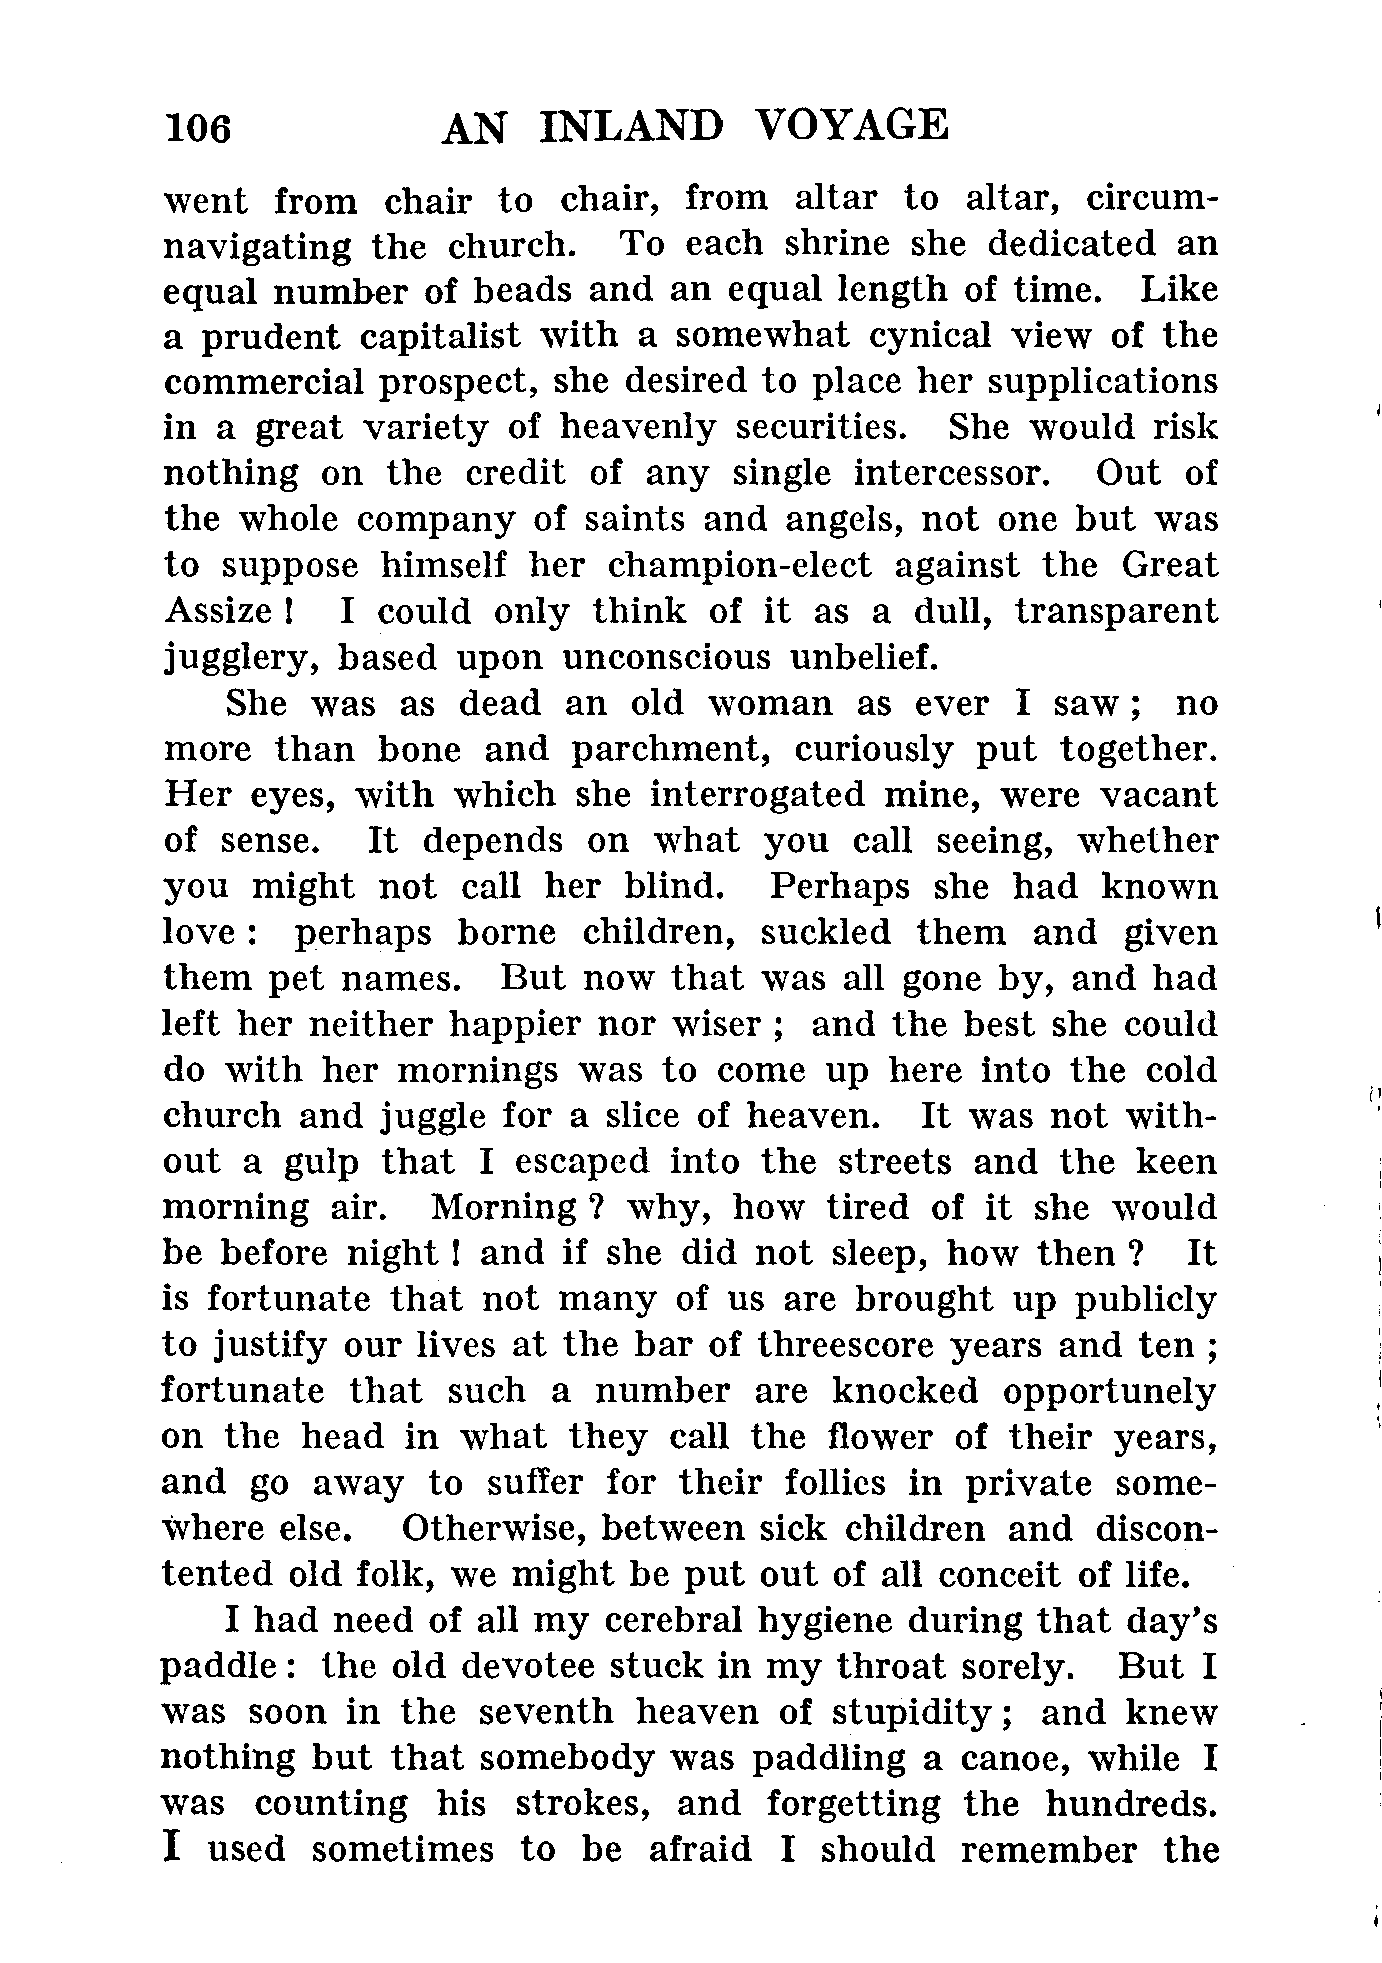 106 AN INLAND VOYAGE
went from chair to chair, from altar to altar, circum-
navigating the church. To each shrine she dedicated an
equal number of beads and an equal length of time. Like
a prudent capitalist with a somewhat cynical view of the
commercial prospect, she desired to place her supplications
in a great variety of heavenly securities. She would risk
nothing on the credit of any single intercessor. Out of
the whole company of saints and angels, not one but was
to suppose himself her champion-elect against the Great
Assize ! I could only think of it as a dull, transparent
jugglery, based upon unconscious unbelief.
She was as dead an old woman as ever I saw ; no
more than bone and parchment, curiously put together.
Her eyes, with which she interrogated mine, were vacant
of sense. It depends on what you call seeing, whether
you might not call her blind. Perhaps she had known
love : perhaps borne children, suckled them and given
them pet names. But now that was all gone by, and had
left her neither happier nor wiser ; and the best she could
do with her mornings was to come up here into the cold
church and juggle for a slice of heaven. It was not with-
out a gulp that I escaped into the streets and the keen
morning air. Morning ? why, how tired of it she would
be before night ! and if she did not sleep, how then ? It
is fortunate that not many of us are brought up publicly
to justify our lives at the bar of threescore years and ten ;
fortunate that such a number are knocked opportunely
on the head in what they call the flower of their years,
and go away to suffer for their follies in private some-
where else. Otherwise, between sick children and discon-
tented old folk, we might be put out of all conceit of life.
I had need of all my cerebral hygiene during that day's
paddle : the old devotee stuck in my throat sorely. But I
was soon in the seventh heaven of stupidity ; and knew
nothing but that somebody was paddling a canoe, while I
was counting his strokes, and forgetting the hundreds.
I used sometimes to be afraid I should remember the